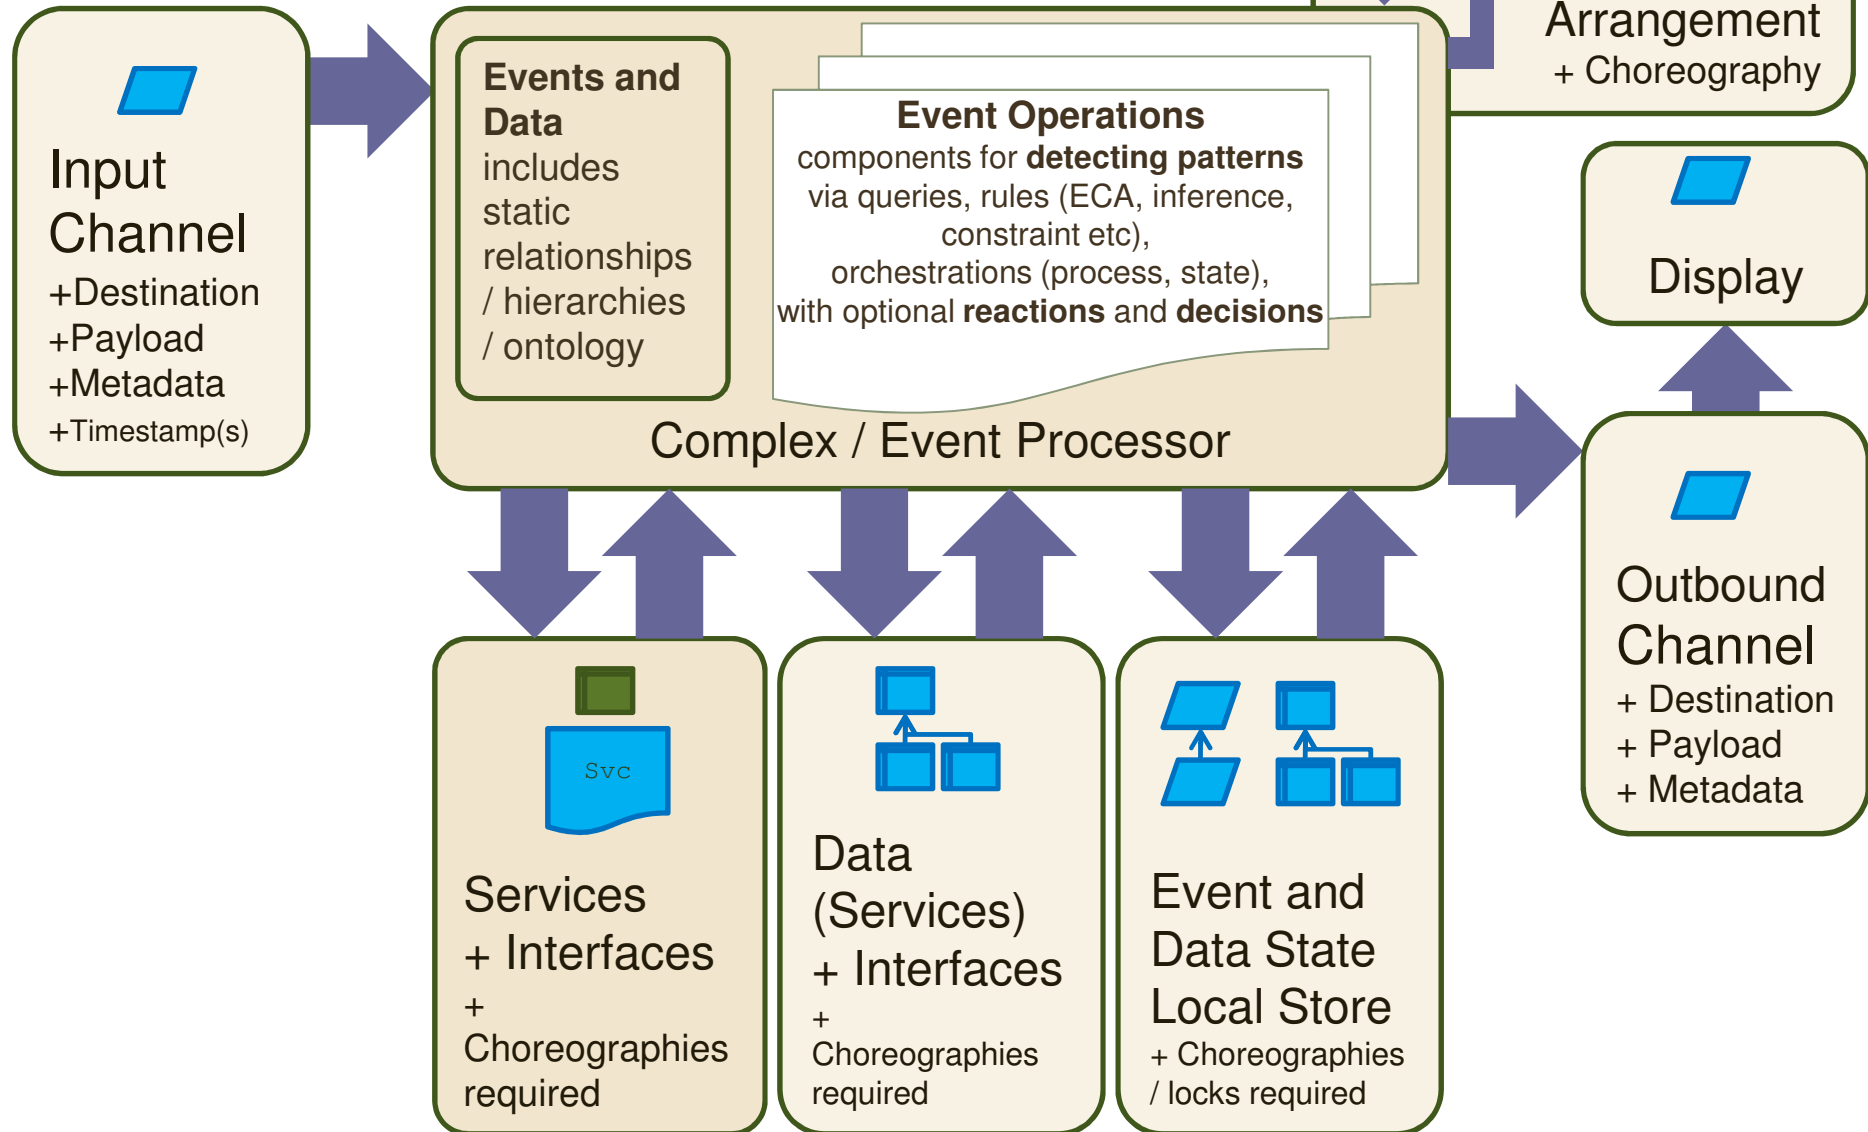 Input
Channel
+Destination
+Payload
+Metadata
+Timestamp(s)
Events and
Data
includes
static
relationships
/ hierarchies
/ ontology
Event Operations
components for detecting patterns
via queries, rules (ECA, inference,
constraint etc),
orchestrations (process, state),
with optional reactions and decisions
Complex / Event Processor
Arrangement
+ Choreography
Display
Outbound
Channel
+ Destination
+ Payload
+ Metadata
Svc
Services
+ Interfaces
+
Choreographies
required
Data
(Services)
+ Interfaces
+
Choreographies
required
Event and
Data State
Local Store
+ Choreographies
/ locks required